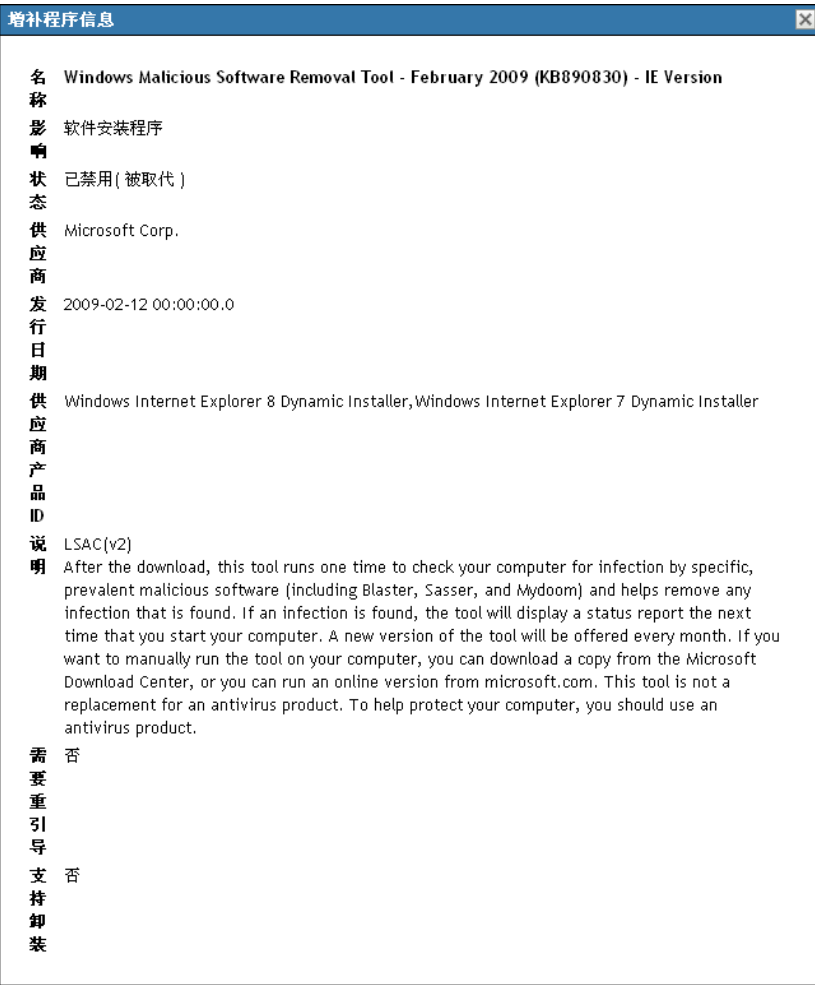 增补程序信息
名称 Windows Malicious Software Removal Tool - February 2009 (KB890830) - IE Version
影响 软件安装程序
状态 已禁用( 被取代 )
供应商 Microsoft Corp.
发行日期 2009-02-12 00:00:00.0
供应商产品ID Windows Internet Explorer 8 Dynamic Installer,Windows Internet Explorer 7 Dynamic Installer
说明 LSAC(v2)
After the download, this tool runs one time to check your computer for infection by specific,
prevalent malicious software (including Blaster, Sasser, and Mydoom) and helps remove any
infection that is found. If an infection is found, the tool will display a status report the next
time that you start your computer. A new version of the tool will be offered every month. If you
want to manually run the tool on your computer, you can download a copy from the Microsoft
Download Center, or you can run an online version from microsoft.com. This tool is not a
replacement for an antivirus product. To help protect your computer, you should use an
antivirus product.
需要重引导 否
支持卸装 否